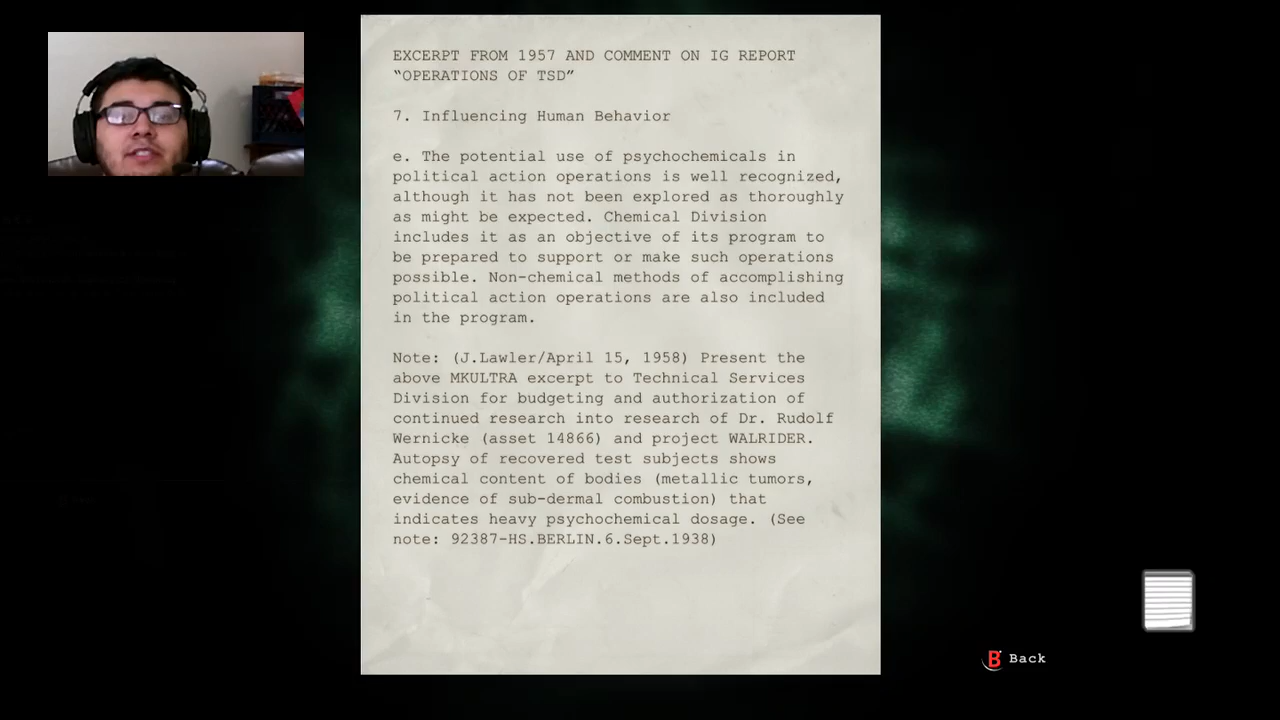 EXCERPT FROM 1957 AND COMMENT ON IG REPORT
“OPERATIONS OF TSD”
7. Influencing Human Behavior
e. The potential use of psychochemicals in
political action operations is well recognized,
although it has not been explored as thoroughly
as might be expected. Chemical Division
includes it as an objective of its program to
be prepared to support or make such operations
possible. Non-chemical methods of accomplishing
political action operations are also included
in the program.
Note: (J.Lawler/April 15, 1958) Present the
above MKULTRA excerpt to Technical Services
Division for budgeting and authorization of
continued research into research of Dr. Rudolf
Wernicke (asset 14866) and project WALRIDER.
Autopsy of recovered test subjects shows
chemical content of bodies (metallic tumors,
evidence of sub-dermal combustion) that
indicates heavy psychochemical dosage. (See
note: 92387-HS.BERLIN.6.Sept.1938)
B Back